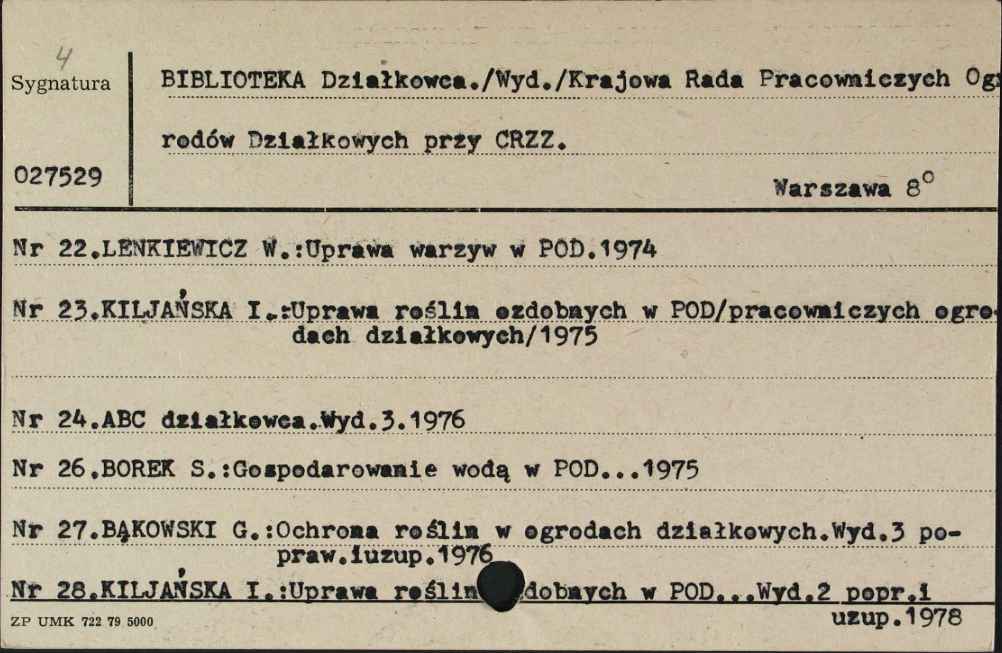 4
Sygnatura
BIBLIOTEKA Działkowca./Wyd./Krajowa Rada Pracowniczych Og
rodów Działkowych przy CRZZ.
027529
Warszawa 8°
Nr 22.LENKIEWICZ W.:Uprawa warzyw w POD.1974
Nr 23.KILJAŃSKA I.:Uprawa roślin ozdobnych w POD/pracowniczych ogro-
dach działkowych/1975
Nr 24.ABC działkowca.Wyd.3.1976
Nr 26.BOREK S.:Gospodarowanie wodą w POD...1975
Nr 27.BĄKOWSKI G.:Ochrona roślin w ogrodach działkowych.Wyd.3 po-
praw.iuzup.1976
Nr 28.KILJAŃSKA I.:Uprawa roślin dobnych w POD...Wyd.2 popr.i
uzup.1978
ZP UMK 722 79 5000